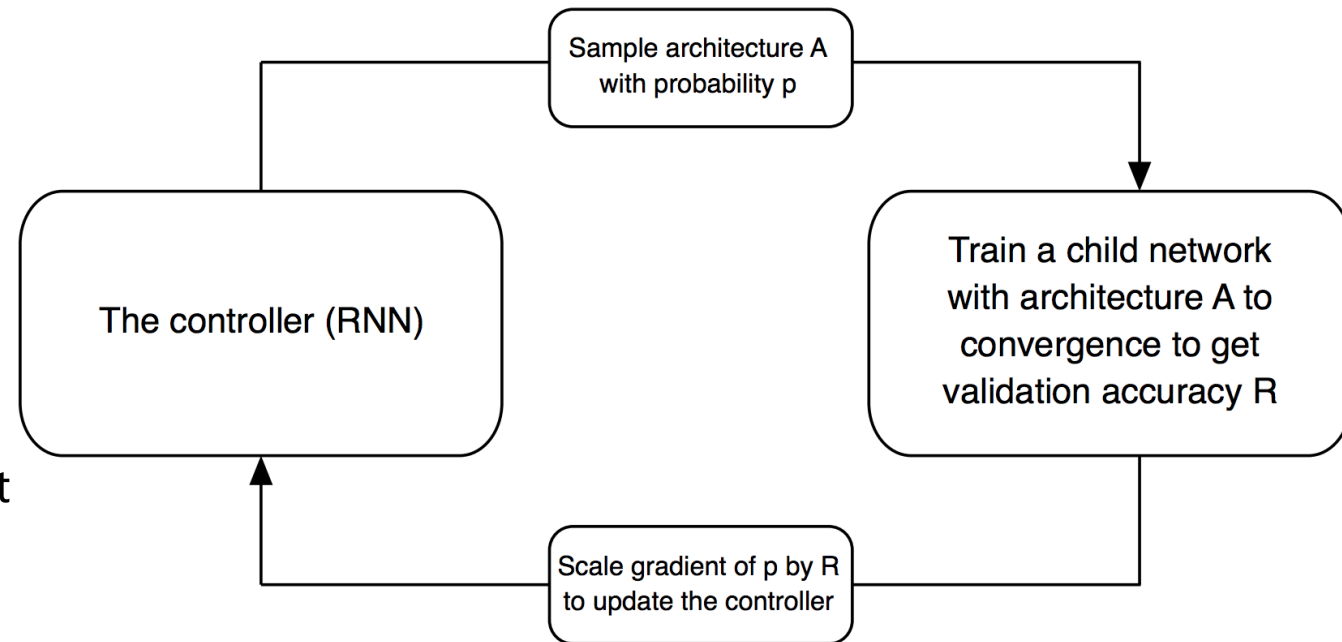 Sample architecture A
with probability p
The controller (RNN)
Train a child network
with architecture A to
convergence to get
validation accuracy R
t
Scale gradient of p by R
to update the controller